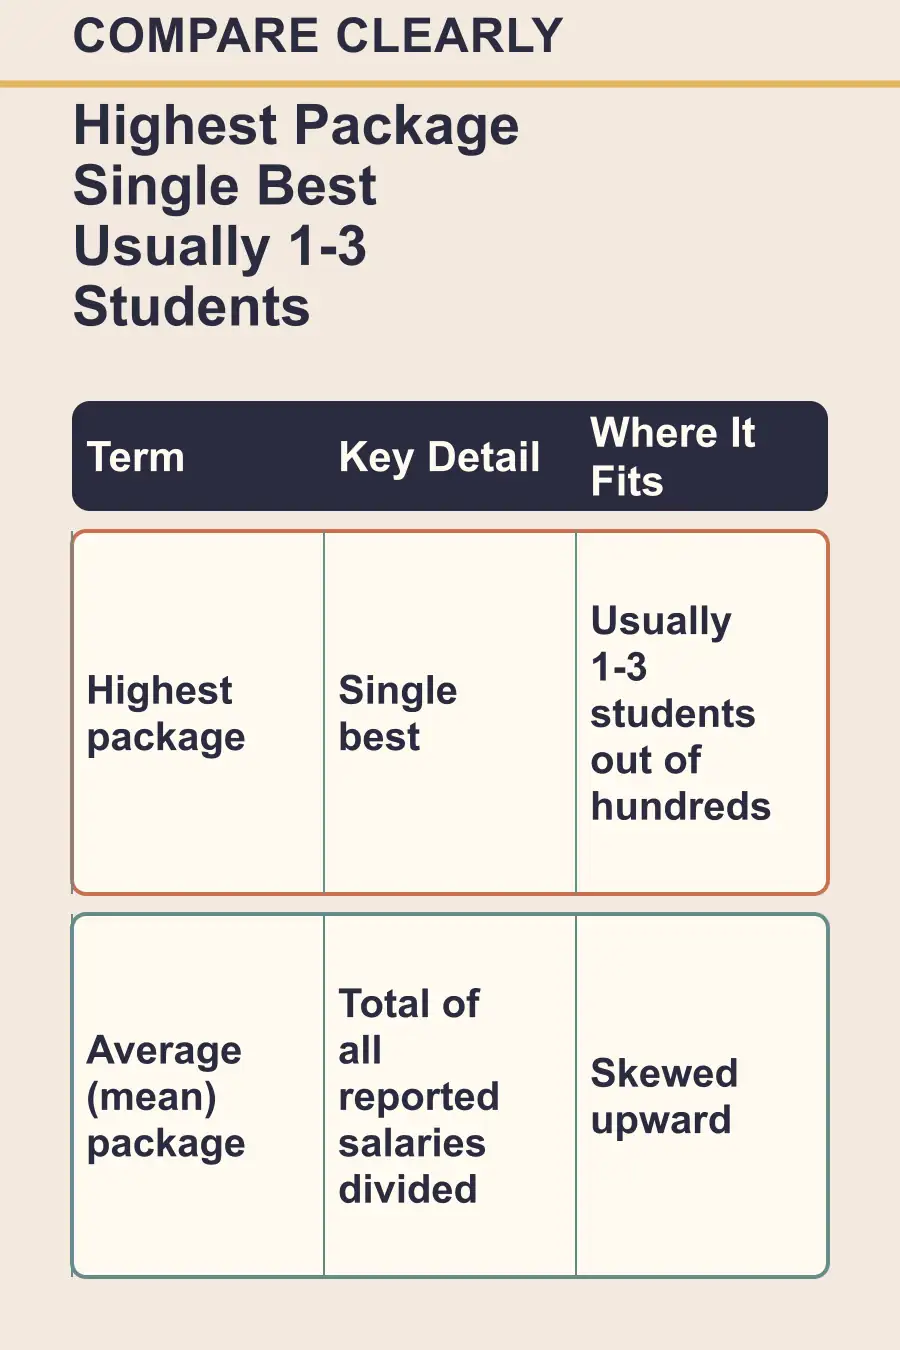 COMPARE CLEARLY
Highest Package
Single Best
Usually 1-3
Students
Term
Key Detail
Where It
Fits
Highest
package
Single
best
Usually
1-3
students
out of
hundreds
Average
(mean)
package
Total of
all
reported
salaries
divided
Skewed
upward